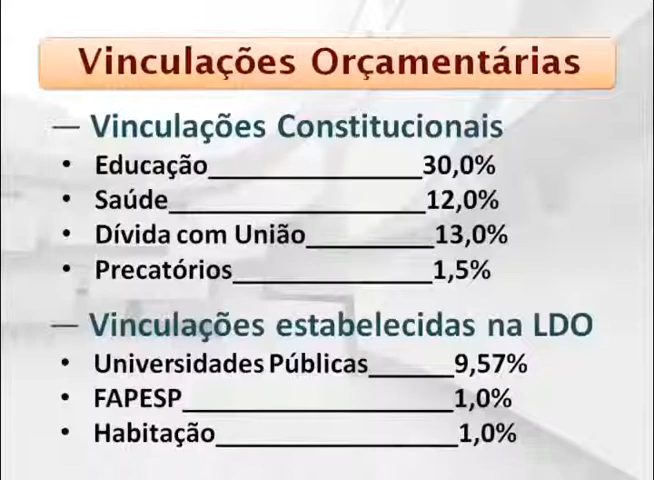 Vinculações Orçamentárias
— Vinculações Constitucionais
• Educação________________30,0%
• Saúde___________________12,0%
• Dívida com União_________13,0%
• Precatórios_______________1,5%
— Vinculações estabelecidas na LDO
• Universidades Públicas______9,57%
• FAPESP____________________1,0%
• Habitação__________________1,0%